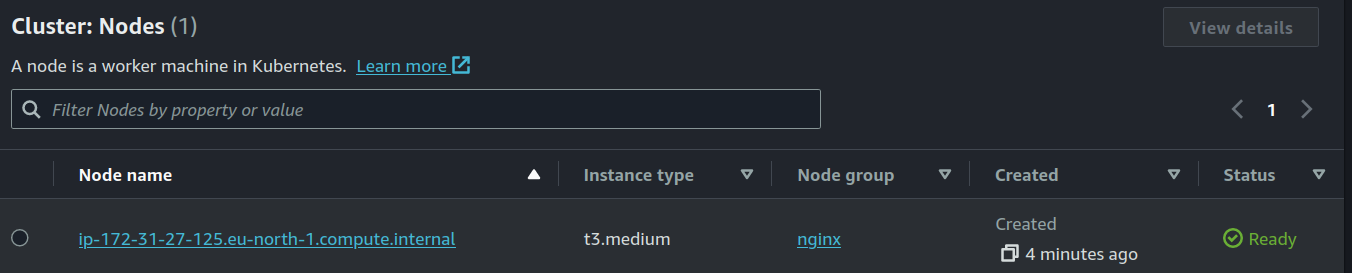 Cluster: Nodes (1)
View details
A node is a worker machine in Kubernetes. Learn more
Filter Nodes by property or value
1
Node name Instance type Node group Created Status
ip-172-31-27-125.eu-north-1.compute.internal t3.medium nginx Created Ready
4 minutes ago